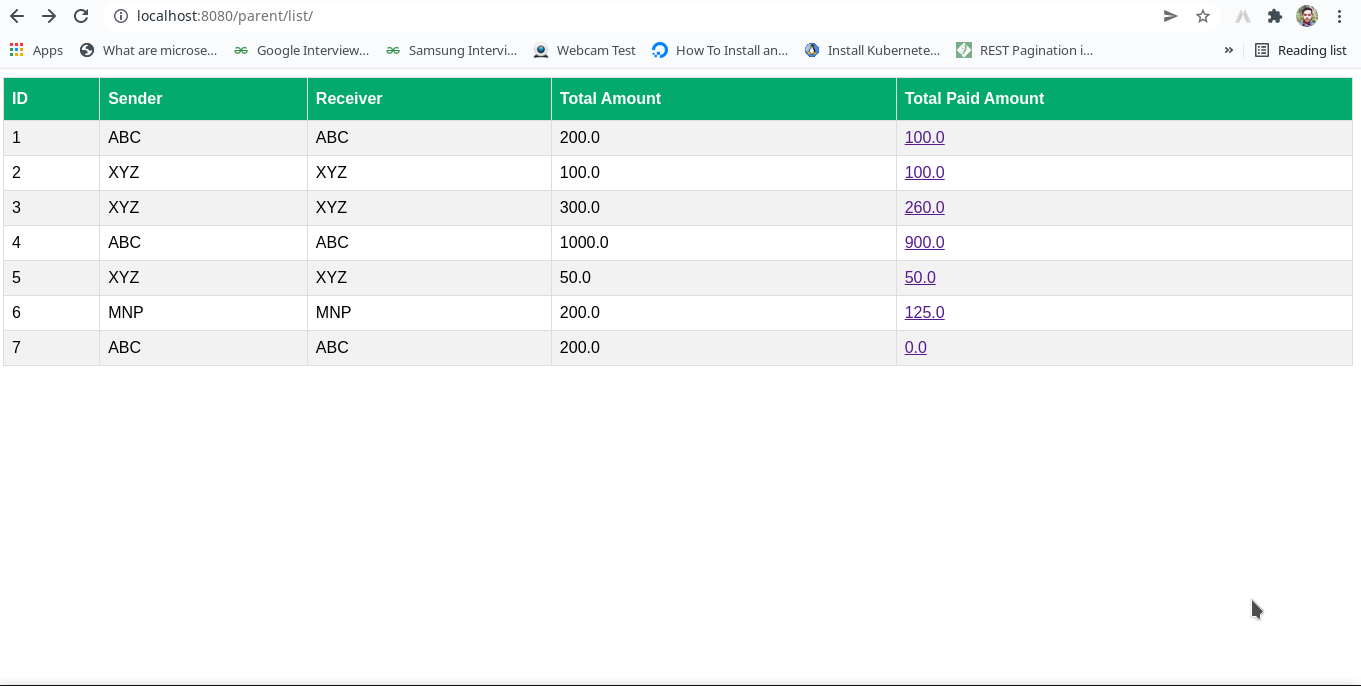 localhost:8080/parent/list/
Apps What are microse... Google Interview... Samsung Intervi... Webcam Test How To Install an... Install Kubernete... REST Pagination i... » Reading list
ID Sender Receiver Total Amount Total Paid Amount
1 ABC ABC 200.0 100.0
2 XYZ XYZ 100.0 100.0
3 XYZ XYZ 300.0 260.0
4 ABC ABC 1000.0 900.0
5 XYZ XYZ 50.0 50.0
6 MNP MNP 200.0 125.0
7 ABC ABC 200.0 0.0